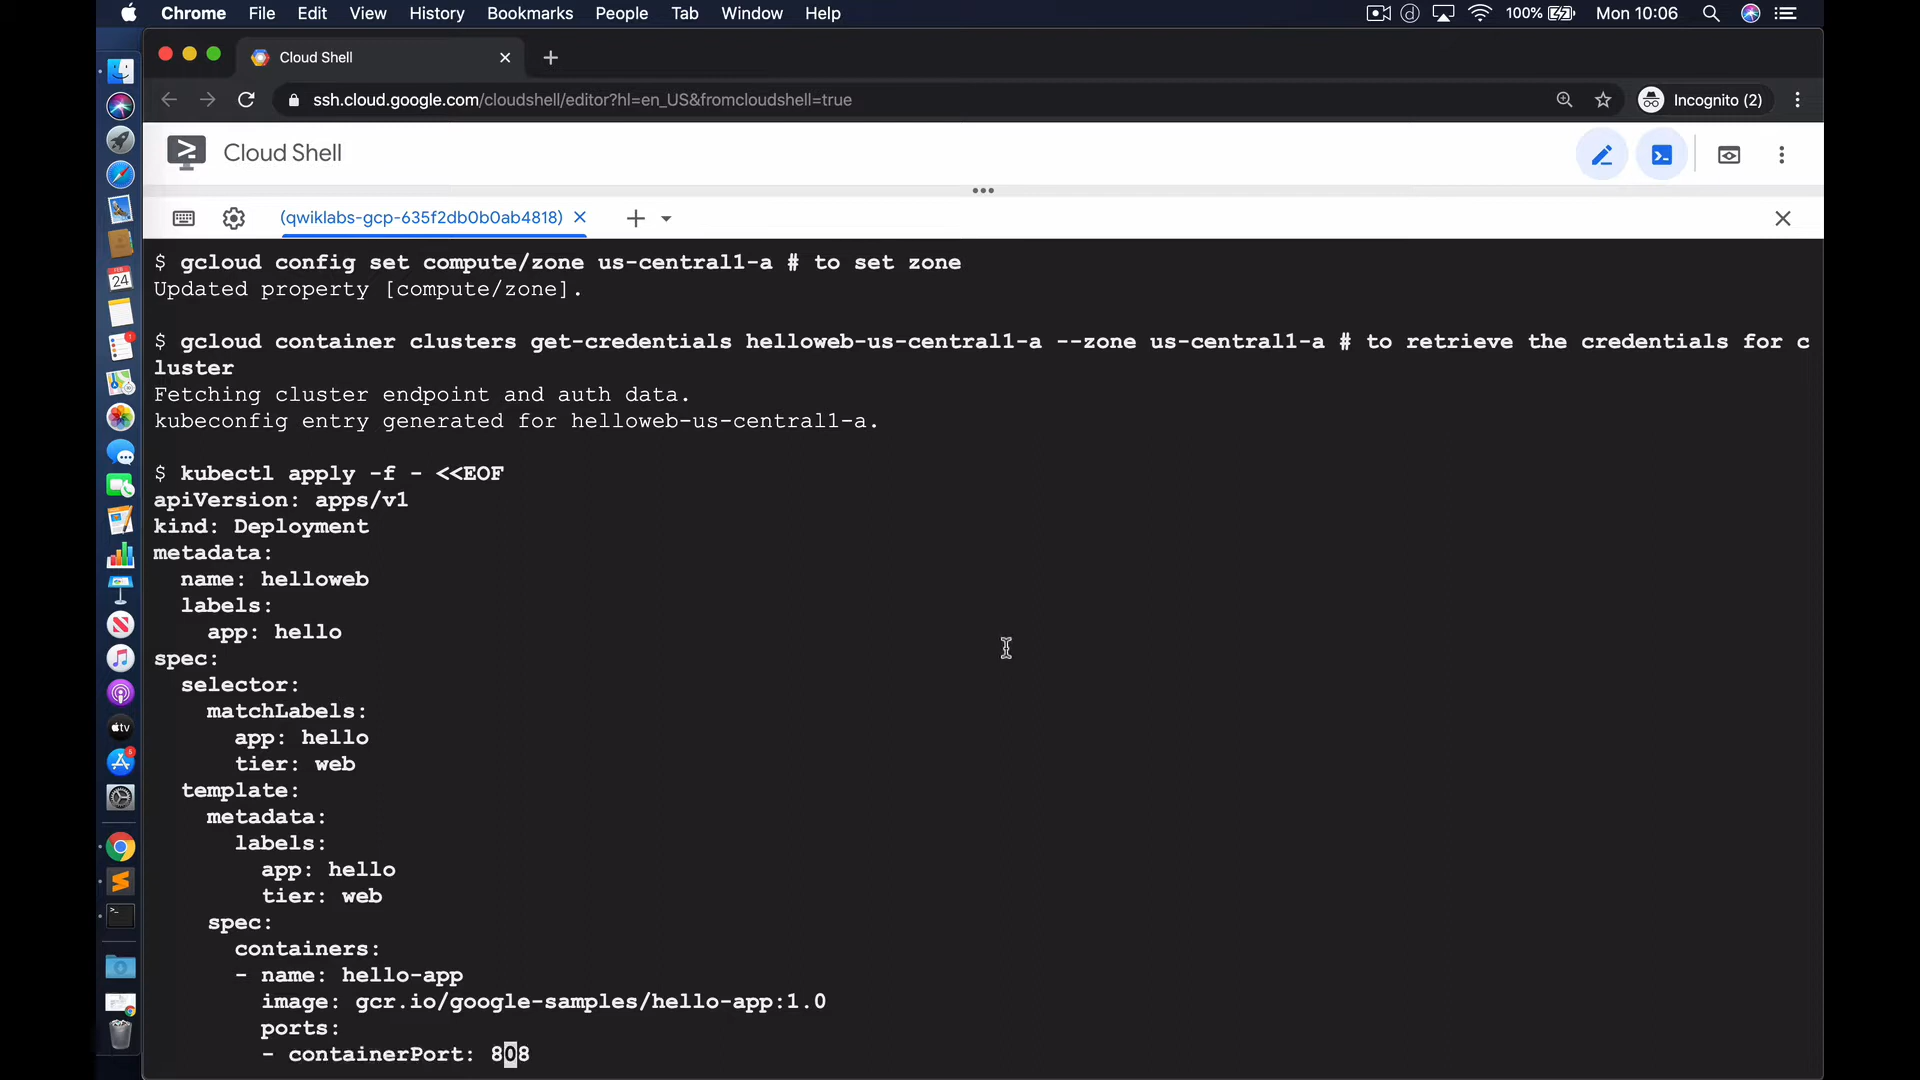 Chrome File Edit View History Bookmarks People Tab Window Help 100% Mon 10:06
Cloud Shell
ssh.cloud.google.com/cloudshell/editor?hl=en_US&fromcloudshell=true Incognito (2)
Cloud Shell
(qwiklabs-gcp-635f2db0b0ab4818)
$ gcloud config set compute/zone us-central1-a # to set zone
Updated property [compute/zone].
$ gcloud container clusters get-credentials helloweb-us-central1-a --zone us-central1-a # to retrieve the credentials for c
luster
Fetching cluster endpoint and auth data.
kubeconfig entry generated for helloweb-us-central1-a.
$ kubectl apply -f - <<EOF
apiVersion: apps/v1
kind: Deployment
metadata:
  name: helloweb
  labels:
    app: hello
spec:
  selector:
    matchLabels:
      app: hello
      tier: web
  template:
    metadata:
      labels:
        app: hello
        tier: web
    spec:
      containers:
      - name: hello-app
        image: gcr.io/google-samples/hello-app:1.0
        ports:
        - containerPort: 808
FEB
24
tv